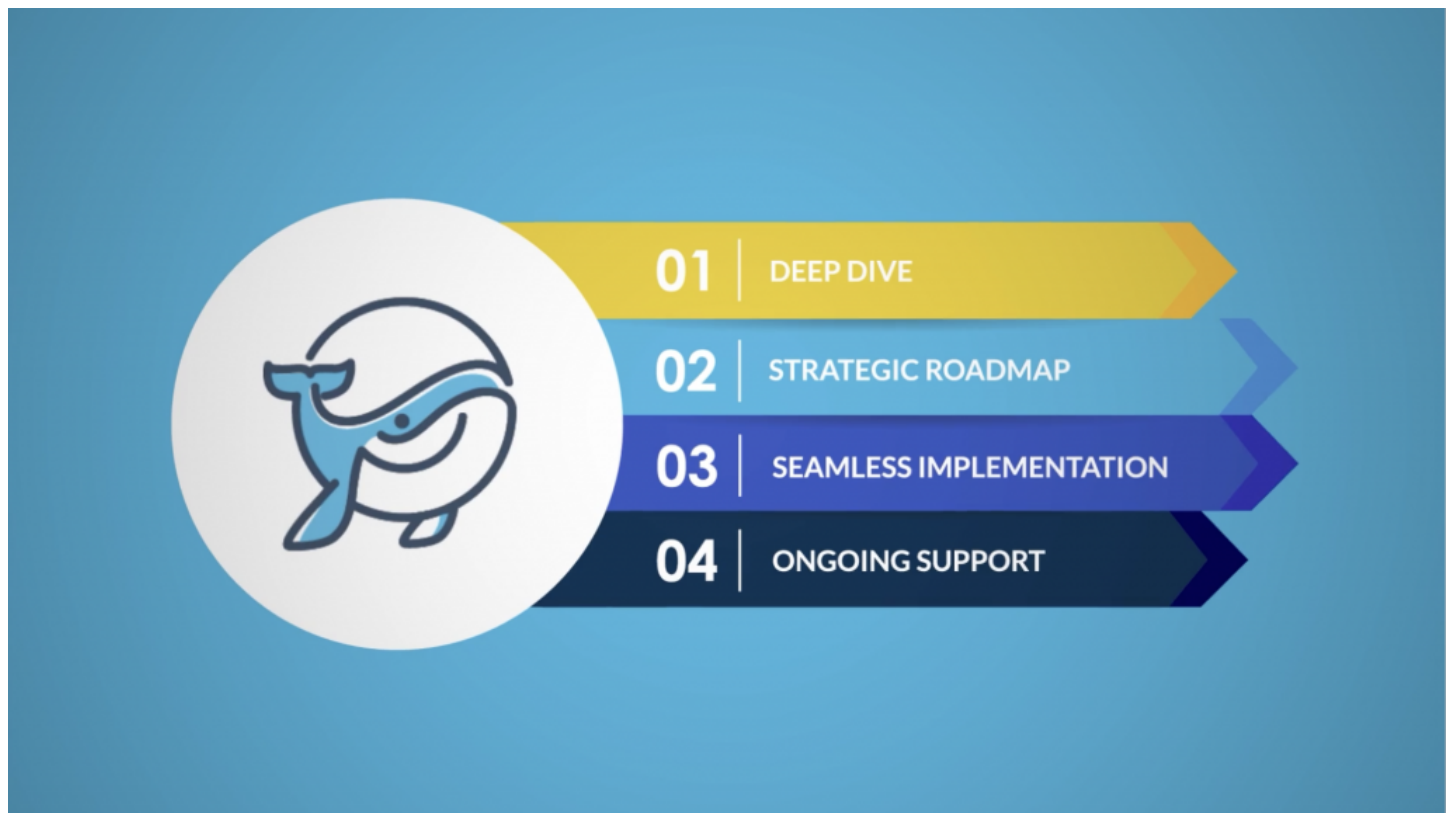 01 DEEP DIVE
02 STRATEGIC ROADMAP
03 SEAMLESS IMPLEMENTATION
04 ONGOING SUPPORT